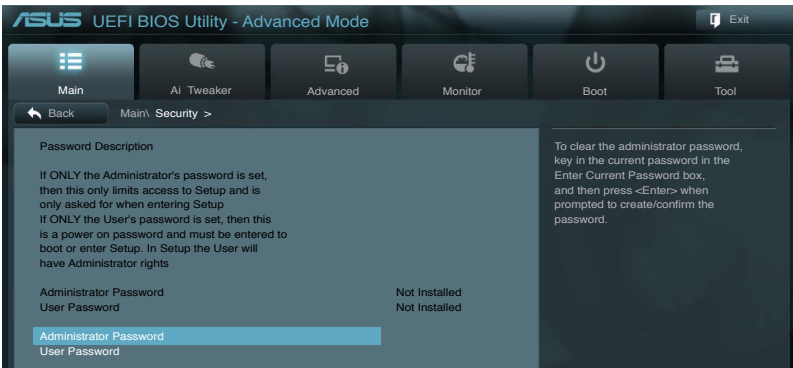 ASUS UEFI BIOS Utility - Advanced Mode
Exit
Main
Ai Tweaker
Advanced
Monitor
Boot
Tool
Back
Main\ Security >
Password Description
If ONLY the Administrator's password is set,
then this only limits access to Setup and is
only asked for when entering Setup
If ONLY the User's password is set, then this
is a power on password and must be entered to
boot or enter Setup. In Setup the User will
have Administrator rights
Administrator Password Not Installed
User Password Not Installed
Administrator Password
User Password
To clear the administrator password,
key in the current password in the
Enter Current Password box,
and then press <Enter> when
prompted to create/confirm the
password.